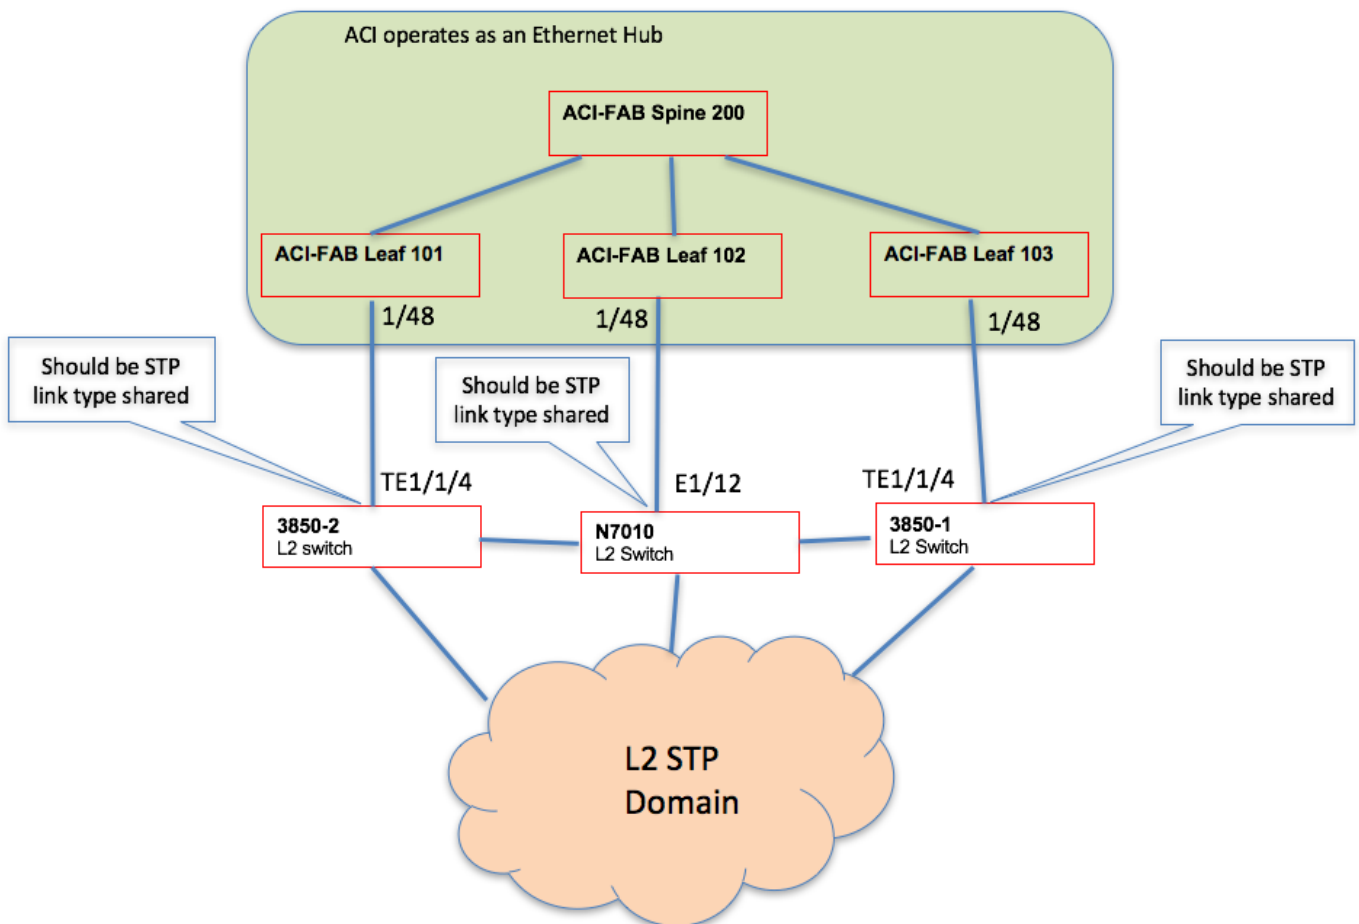 ACI operates as an Ethernet Hub
ACI-FAB Spine 200
ACI-FAB Leaf 101
ACI-FAB Leaf 102
ACI-FAB Leaf 103
1/48
1/48
1/48
Should be STP
link type shared
Should be STP
link type shared
Should be STP
link type shared
TE1/1/4
E1/12
TE1/1/4
3850-2
L2 switch
N7010
L2 Switch
3850-1
L2 Switch
L2 STP
Domain